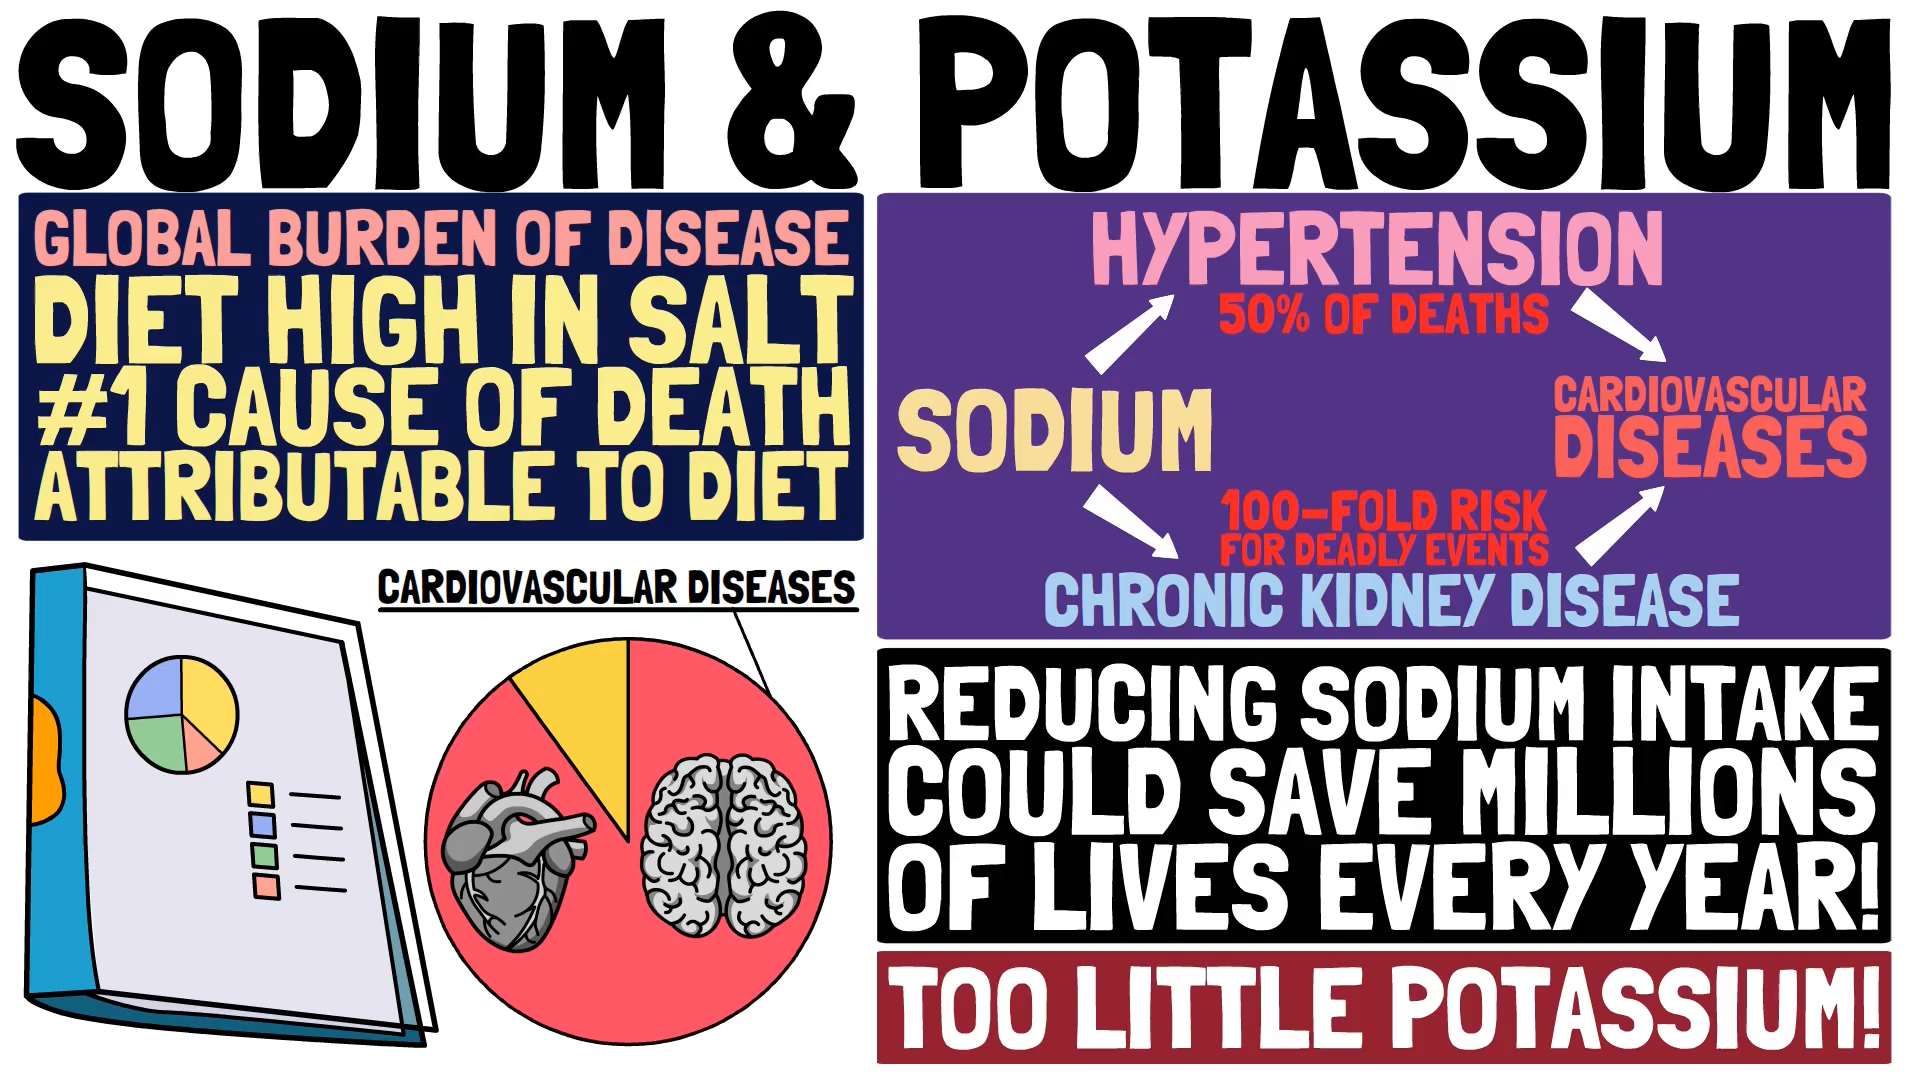 SODIUM & POTASSIUM
GLOBAL BURDEN OF DISEASE
DIET HIGH IN SALT
#1 CAUSE OF DEATH
ATTRIBUTABLE TO DIET
CARDIOVASCULAR DISEASES
HYPERTENSION
50% OF DEATHS
SODIUM
CARDIOVASCULAR
DISEASES
100-FOLD RISK
FOR DEADLY EVENTS
CHRONIC KIDNEY DISEASE
REDUCING SODIUM INTAKE
COULD SAVE MILLIONS
OF LIVES EVERY YEAR!
TOO LITTLE POTASSIUM!